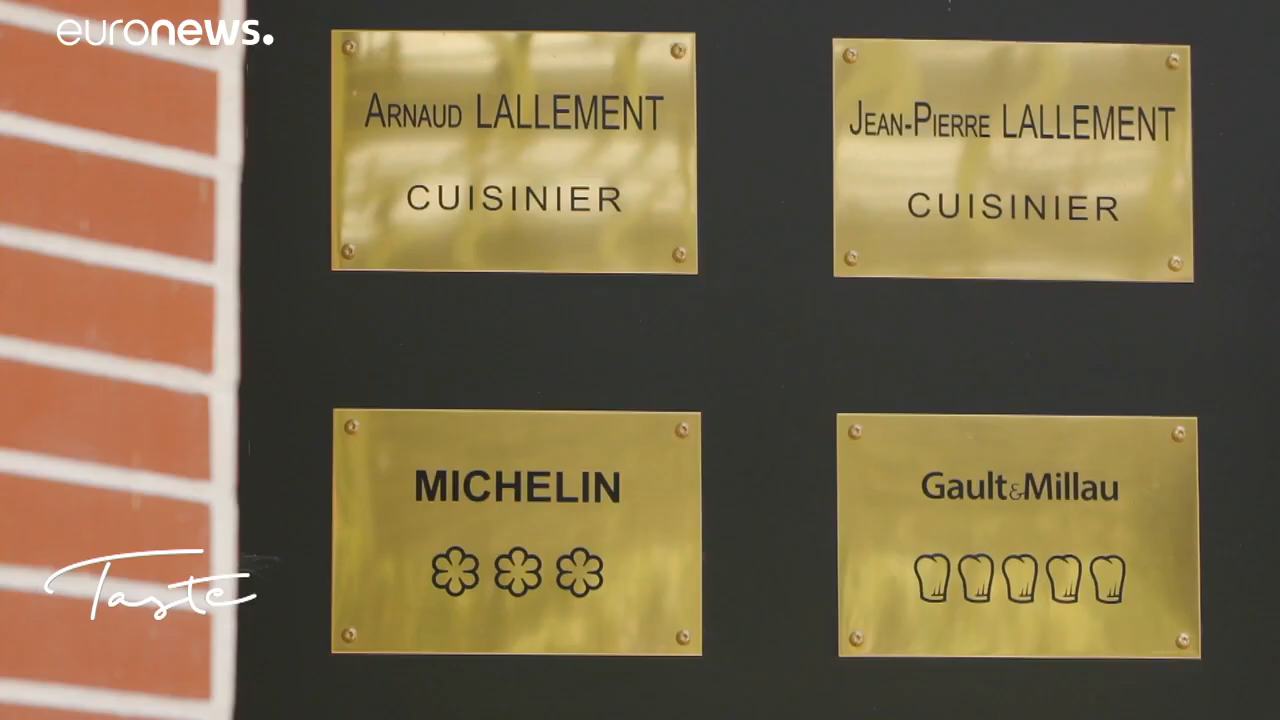 euronews.
Arnaud LALLEMENT
CUISINIER
Jean-Pierre LALLEMENT
CUISINIER
MICHELIN
Gault&Millau
Taste